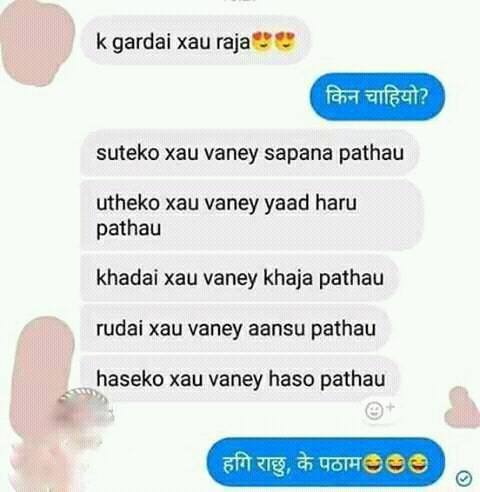 k gardai xau raja😍😍
किन चाहियो?
suteko xau vaney sapana pathau
utheko xau vaney yaad haru
pathau
khadai xau vaney khaja pathau
rudai xau vaney aansu pathau
haseko xau vaney haso pathau
हगि राछु, के पठाम😂😂😂